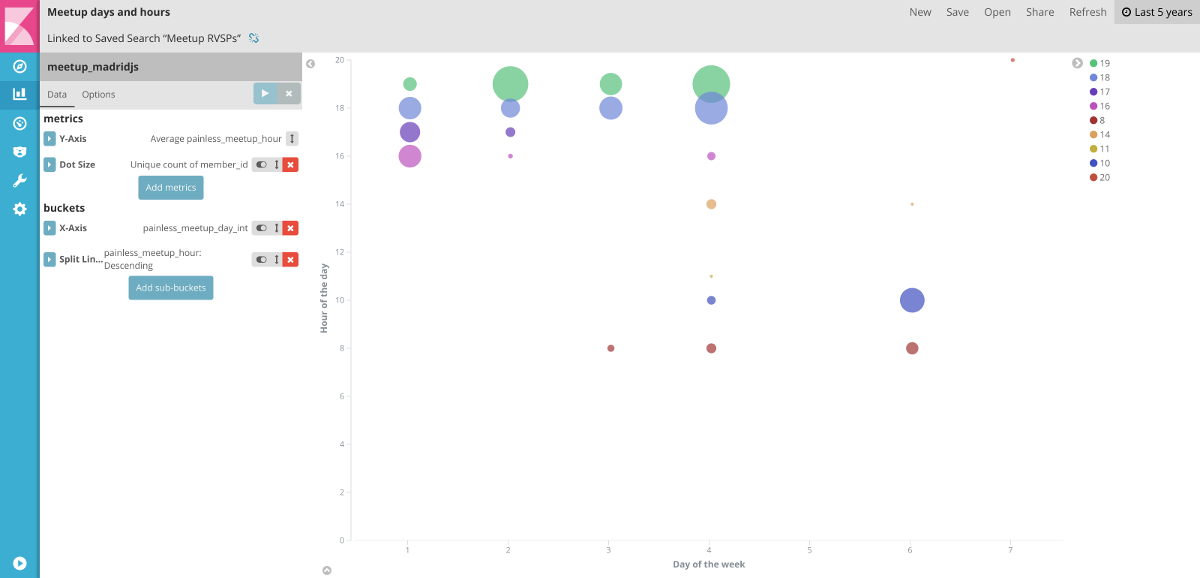 Meetup days and hours
New Save Open Share Refresh Last 5 years
Linked to Saved Search “Meetup RVSPs”
meetup_madridjs
Data Options
metrics
Y-Axis Average painless_meetup_hour
Dot Size Unique count of member_id
Add metrics
buckets
X-Axis painless_meetup_day_int
Split Lin... painless_meetup_hour:
Descending
Add sub-buckets
Hour of the day
20
18
16
14
12
10
8
6
4
2
0
1 2 3 4 5 6 7
Day of the week
19
18
17
16
8
14
11
10
20